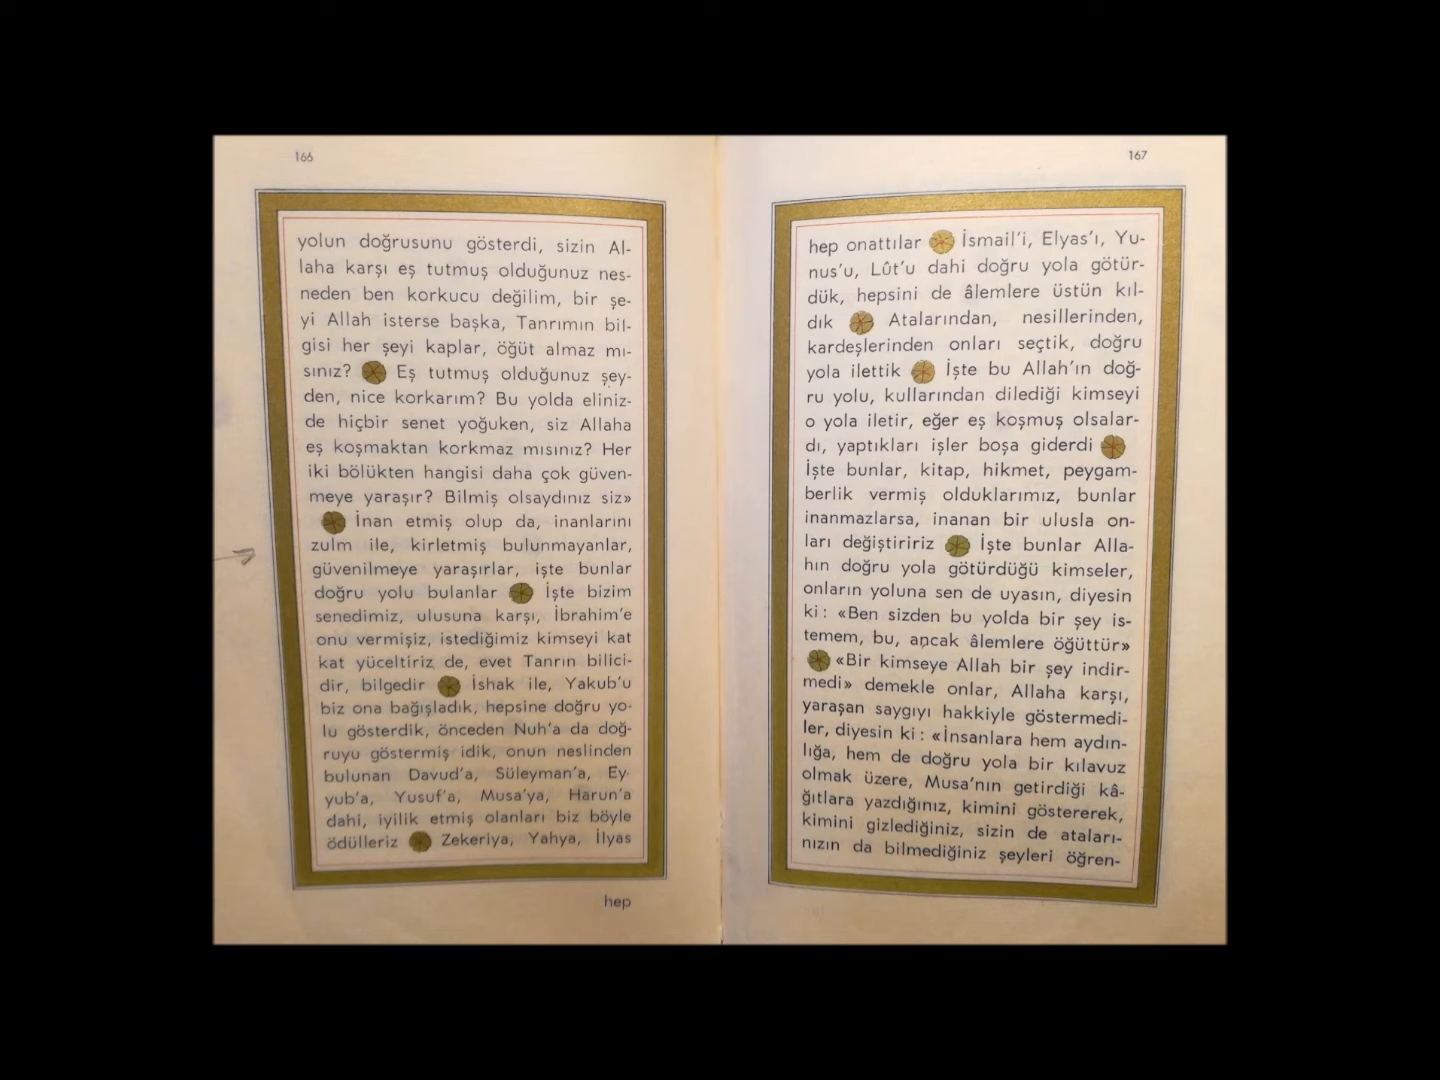 166
yolun doğrusunu gösterdi, sizin Al-
laha karşı eş tutmuş olduğunuz nes-
neden ben korkucu değilim, bir şe-
yi Allah isterse başka, Tanrımın bil-
gisi her şeyi kaplar, öğüt almaz mı-
sınız? Eş tutmuş olduğunuz şey-
den, nice korkarım? Bu yolda eliniz-
de hiçbir senet yoğuken, siz Allaha
eş koşmaktan korkmaz mısınız? Her
iki bölükten hangisi daha çok güven-
meye yaraşır? Bilmiş olsaydınız siz»
İnan etmiş olup da, inanlarını
zulm ile, kirletmiş bulunmayanlar,
güvenilmeye yaraşırlar, işte bunlar
doğru yolu bulanlar İşte bizim
senedimiz, ulusuna karşı, İbrahim'e
onu vermişiz, istediğimiz kimseyi kat
kat yüceltiriz de, evet Tanrın bilici-
dir, bilgedir İshak ile, Yakub'u
biz ona bağışladık, hepsine doğru yo-
lu gösterdik, önceden Nuh'a da doğ-
ruyu göstermiş idik, onun neslinden
bulunan Davud'a, Süleyman'a, Ey-
yub'a, Yusuf'a, Musa'ya, Harun'a
dahi, iyilik etmiş olanları biz böyle
ödülleriz Zekeriya, Yahya, İlyas
hep
167
hep onattılar İsmail'i, Elyas'ı, Yu-
nus'u, Lût'u dahi doğru yola götür-
dük, hepsini de âlemlere üstün kıl-
dık Atalarından, nesillerinden,
kardeşlerinden onları seçtik, doğru
yola ilettik İşte bu Allah'ın doğ-
ru yolu, kullarından dilediği kimseyi
o yola iletir, eğer eş koşmuş olsalar-
dı, yaptıkları işler boşa giderdi
İşte bunlar, kitap, hikmet, peygam-
berlik vermiş olduklarımız, bunlar
inanmazlarsa, inanan bir ulusla on-
ları değiştiririz İşte bunlar Alla-
hın doğru yola götürdüğü kimseler,
onların yoluna sen de uyasın, diyesin
ki: «Ben sizden bu yolda bir şey is-
temem, bu, ancak âlemlere öğüttür»
«Bir kimseye Allah bir şey indir-
medi» demekle onlar, Allaha karşı,
yaraşan saygıyı hakkiyle göstermedi-
ler, diyesin ki: «İnsanlara hem aydın-
lığa, hem de doğru yola bir kılavuz
olmak üzere, Musa'nın getirdiği kâ-
ğıtlara yazdığınız, kimini göstererek,
kimini gizlediğiniz, sizin de ataları-
nızın da bilmediğiniz şeyleri öğren-